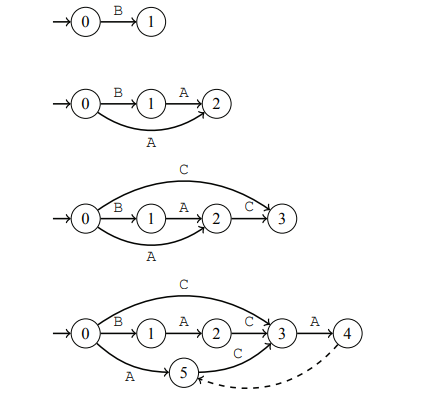 B
0 1
B A
0 1 2
A
C
B A C
0 1 2 3
A
C
B A C A
0 1 2 3 4
C
A 5